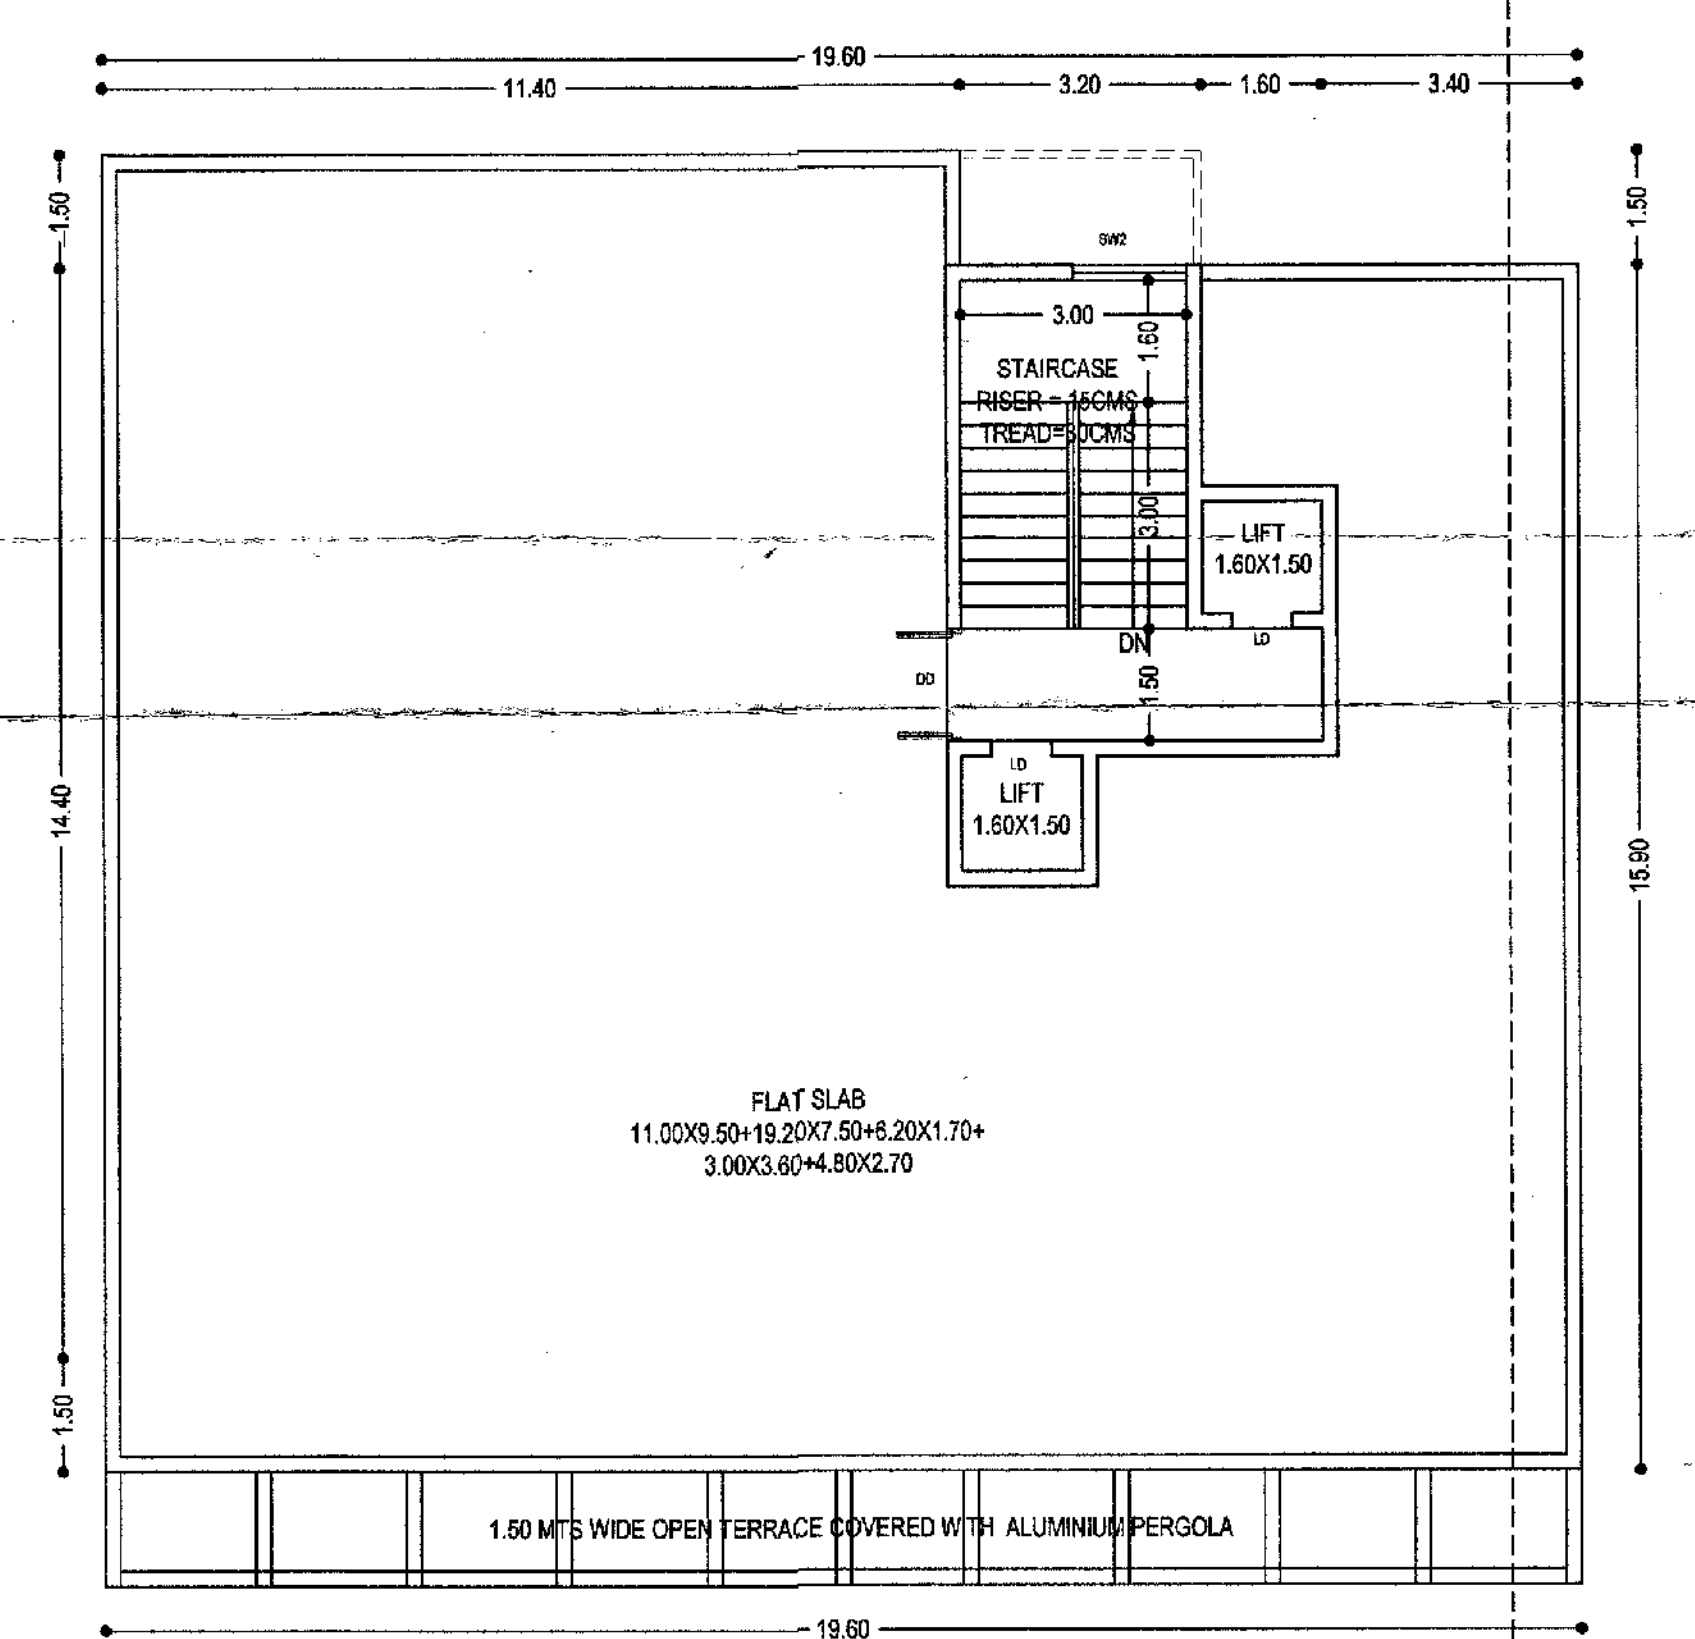 19.60
11.40
3.20
1.60
3.40
1.50
1.50
SW2
3.00
1.60
STAIRCASE
RISER = 15CMS
TREAD=30CMS
3.00
LIFT
1.60X1.50
LD
DN
DD
1.50
LD
LIFT
1.60X1.50
14.40
15.90
FLAT SLAB
11.00X9.50+19.20X7.50+6.20X1.70+
3.00X3.60+4.80X2.70
1.50
1.50 MTS WIDE OPEN TERRACE COVERED WITH ALUMINIUM PERGOLA
19.60